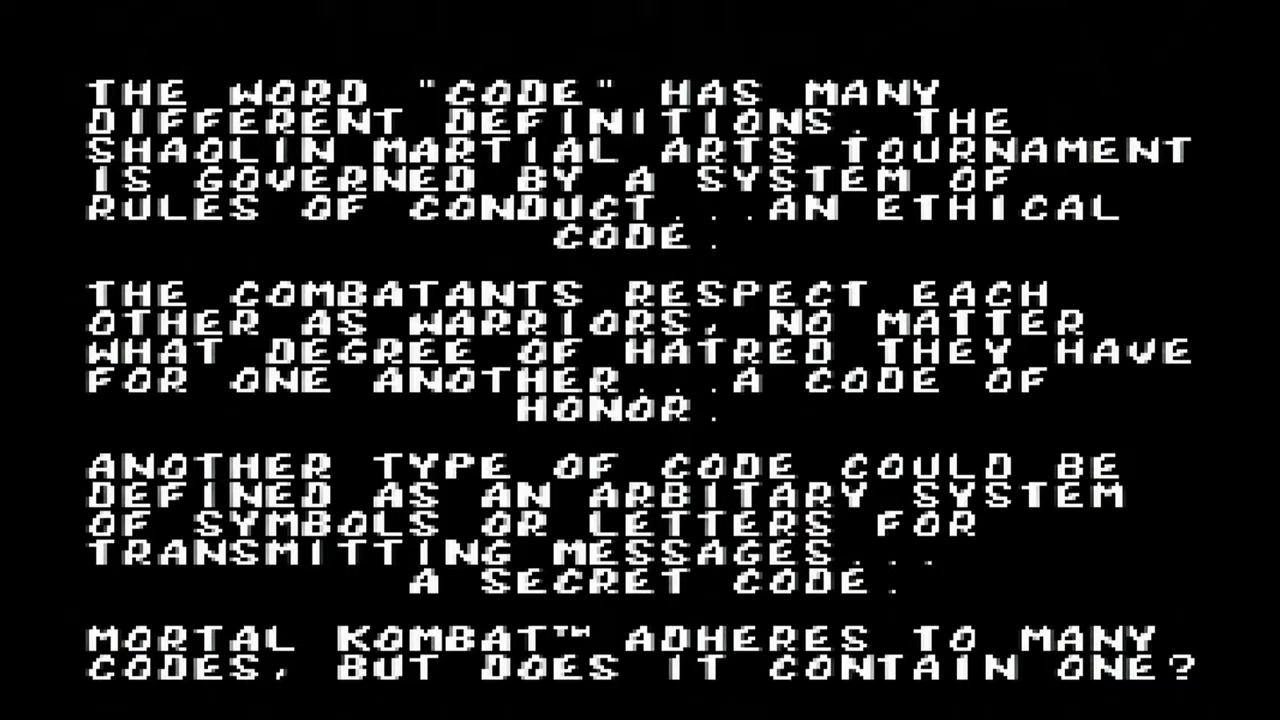 THE WORD "CODE" HAS MANY
DIFFERENT DEFINITIONS. THE
SHAOLIN MARTIAL ARTS TOURNAMENT
IS GOVERNED BY A SYSTEM OF
RULES OF CONDUCT...AN ETHICAL
CODE.
THE COMBATANTS RESPECT EACH
OTHER AS WARRIORS, NO MATTER
WHAT DEGREE OF HATRED THEY HAVE
FOR ONE ANOTHER...A CODE OF
HONOR.
ANOTHER TYPE OF CODE COULD BE
DEFINED AS AN ARBITARY SYSTEM
OF SYMBOLS OR LETTERS FOR
TRANSMITTING MESSAGES...
A SECRET CODE.
MORTAL KOMBAT™ ADHERES TO MANY
CODES, BUT DOES IT CONTAIN ONE?